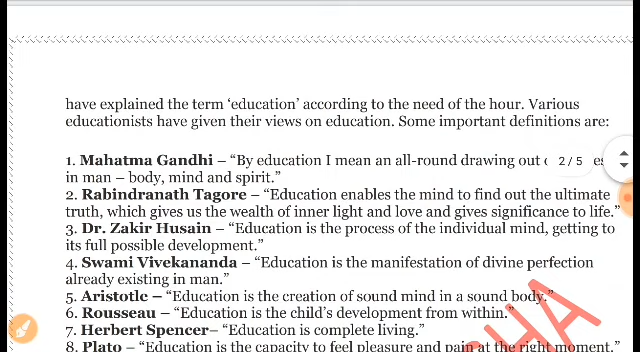 have explained the term ‘education’ according to the need of the hour. Various
educationists have given their views on education. Some important definitions are:
1. Mahatma Gandhi – “By education I mean an all-round drawing out
2 / 5
in man – body, mind and spirit.”
2. Rabindranath Tagore – “Education enables the mind to find out the ultimate
truth, which gives us the wealth of inner light and love and gives significance to life.”
3. Dr. Zakir Husain – “Education is the process of the individual mind, getting to
its full possible development.”
4. Swami Vivekananda – “Education is the manifestation of divine perfection
already existing in man.”
5. Aristotle – “Education is the creation of sound mind in a sound body.”
6. Rousseau – “Education is the child’s development from within.”
7. Herbert Spencer– “Education is complete living.”
8. Plato – “Education is the capacity to feel pleasure and pain at the right moment.”